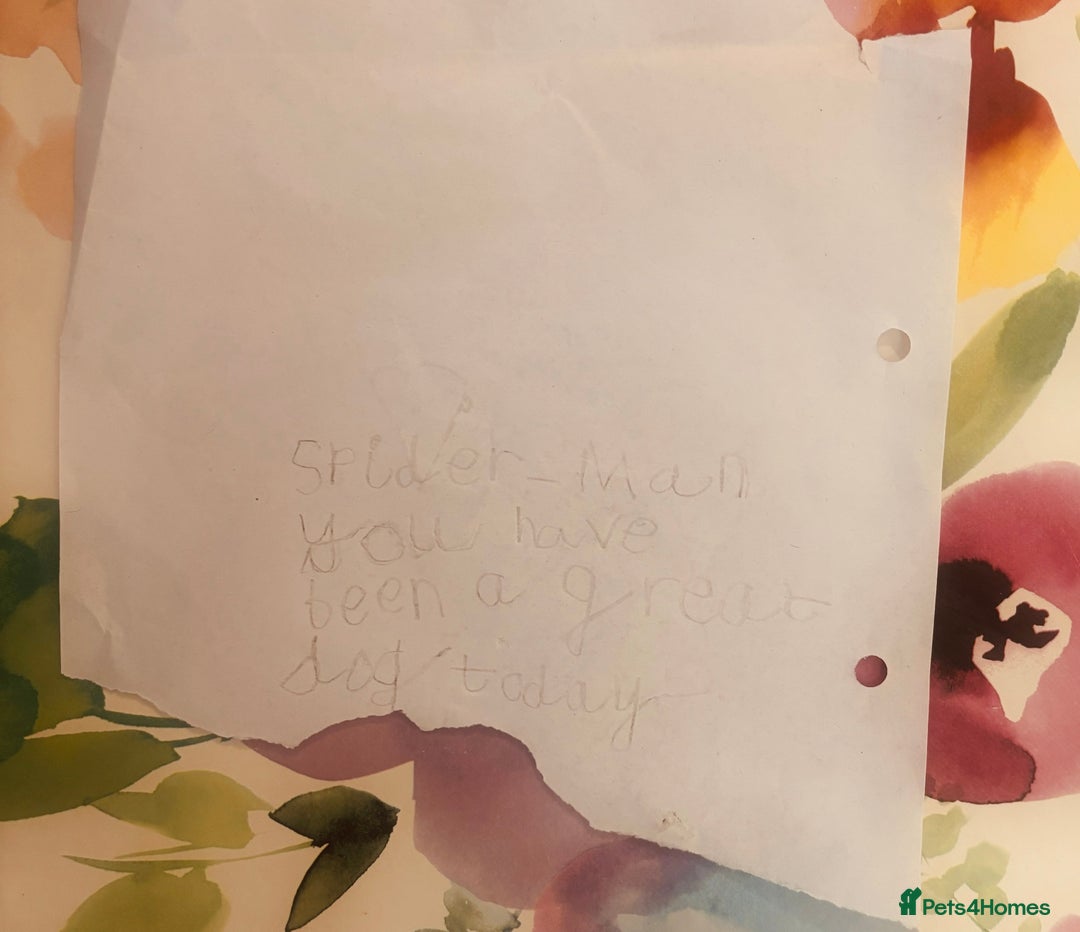 Spider-Man
you have
been a great
dog today
Pets4Homes